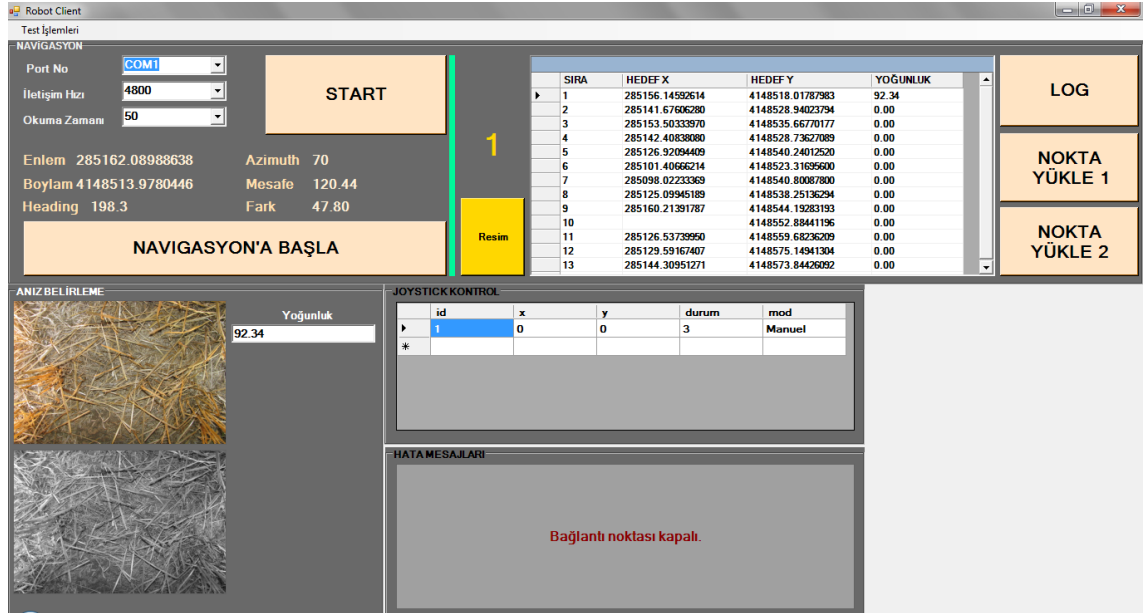 Robot Client
Test İşlemleri
NAVİGASYON
Port No COM1
İletişim Hızı 4800
Okuma Zamanı 50
START
Enlem 285162.08988638 Azimuth 70
Boylam 4148513.9780446 Mesafe 120.44
Heading 198.3 Fark 47.80
NAVIGASYON'A BAŞLA
1
Resim
SIRA HEDEF X HEDEF Y YOĞUNLUK
1 285156.14592614 4148518.01787983 92.34
2 285141.67606280 4148528.94023794 0.00
3 285153.50333970 4148535.66770177 0.00
4 285142.40838080 4148528.73627089 0.00
5 285126.92094409 4148540.24012520 0.00
6 285101.40666214 4148523.31695600 0.00
7 285098.02233369 4148540.80087800 0.00
8 285125.09945189 4148538.25136294 0.00
9 285160.21391787 4148544.19283193 0.00
10 4148552.88441196 0.00
11 285126.53739950 4148559.68236209 0.00
12 285129.59167407 4148575.14941304 0.00
13 285144.30951271 4148573.84426092 0.00
LOG
NOKTA
YÜKLE 1
NOKTA
YÜKLE 2
ANIZ BELİRLEME
Yoğunluk
92.34
JOYSTICK KONTROL
id x y durum mod
1 0 0 3 Manuel
HATA MESAJLARI
Bağlantı noktası kapalı.